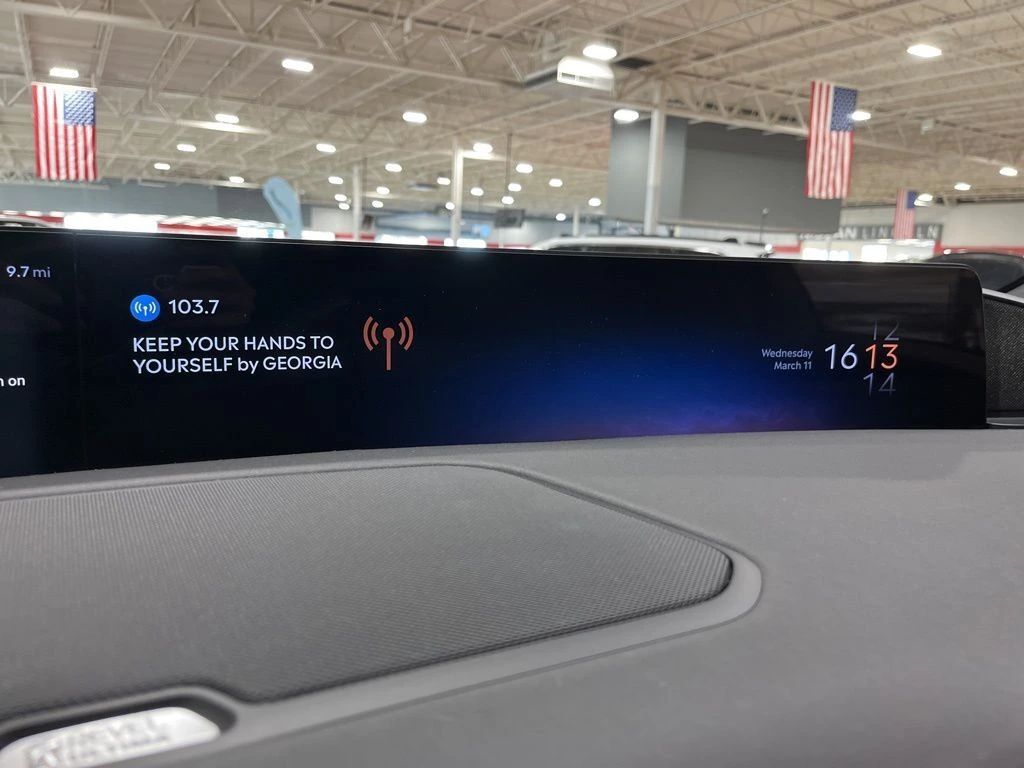 LIN
9.7 mi
103.7
KEEP YOUR HANDS TO
YOURSELF by GEORGIA
on
Wednesday
March 11
12
16 13
14